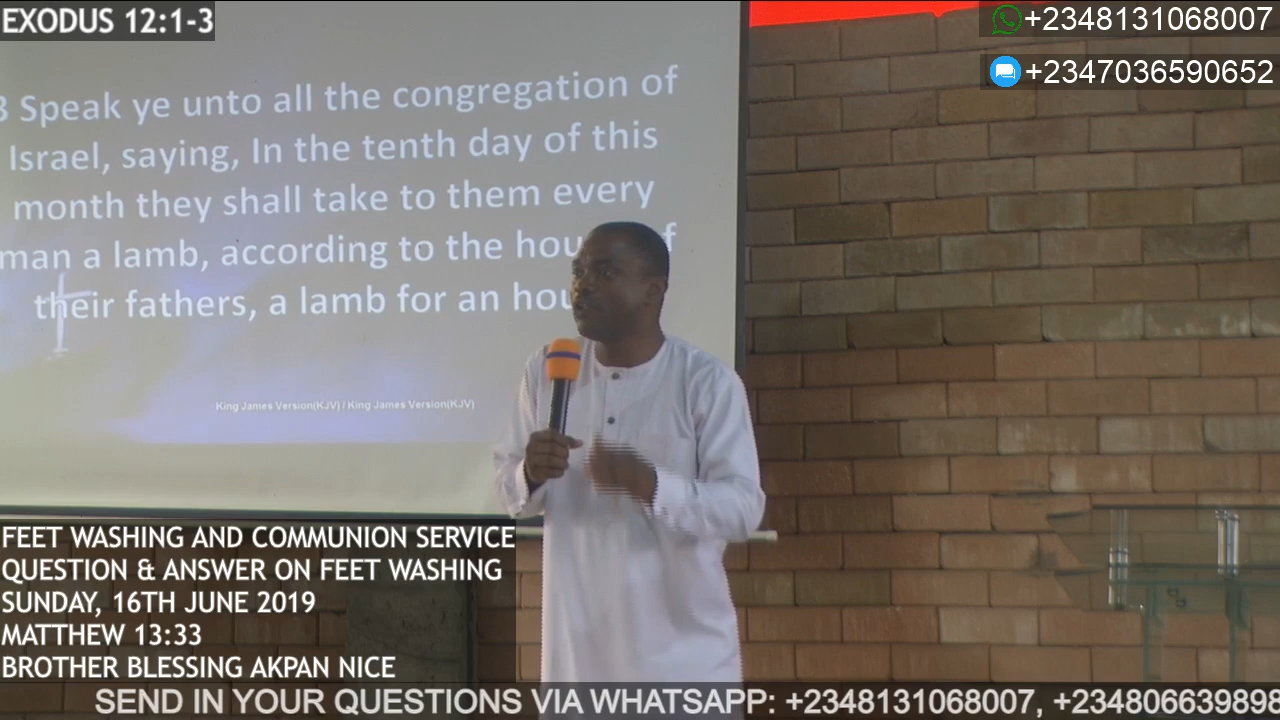 EXODUS 12:1-3
+2348131068007
+2347036590652
3 Speak ye unto all the congregation of
Israel, saying, In the tenth day of this
month they shall take to them every
man a lamb, according to the of
their fathers, a lamb for an
King James Version(KJV) / King James Version(KJV)
FEET WASHING AND COMMUNION SERVICE
QUESTION & ANSWER ON FEET WASHING
SUNDAY, 16TH JUNE 2019
MATTHEW 13:33
BROTHER BLESSING AKPAN NICE
SEND IN YOUR QUESTIONS VIA WHATSAPP: +2348131068007, +234806639898